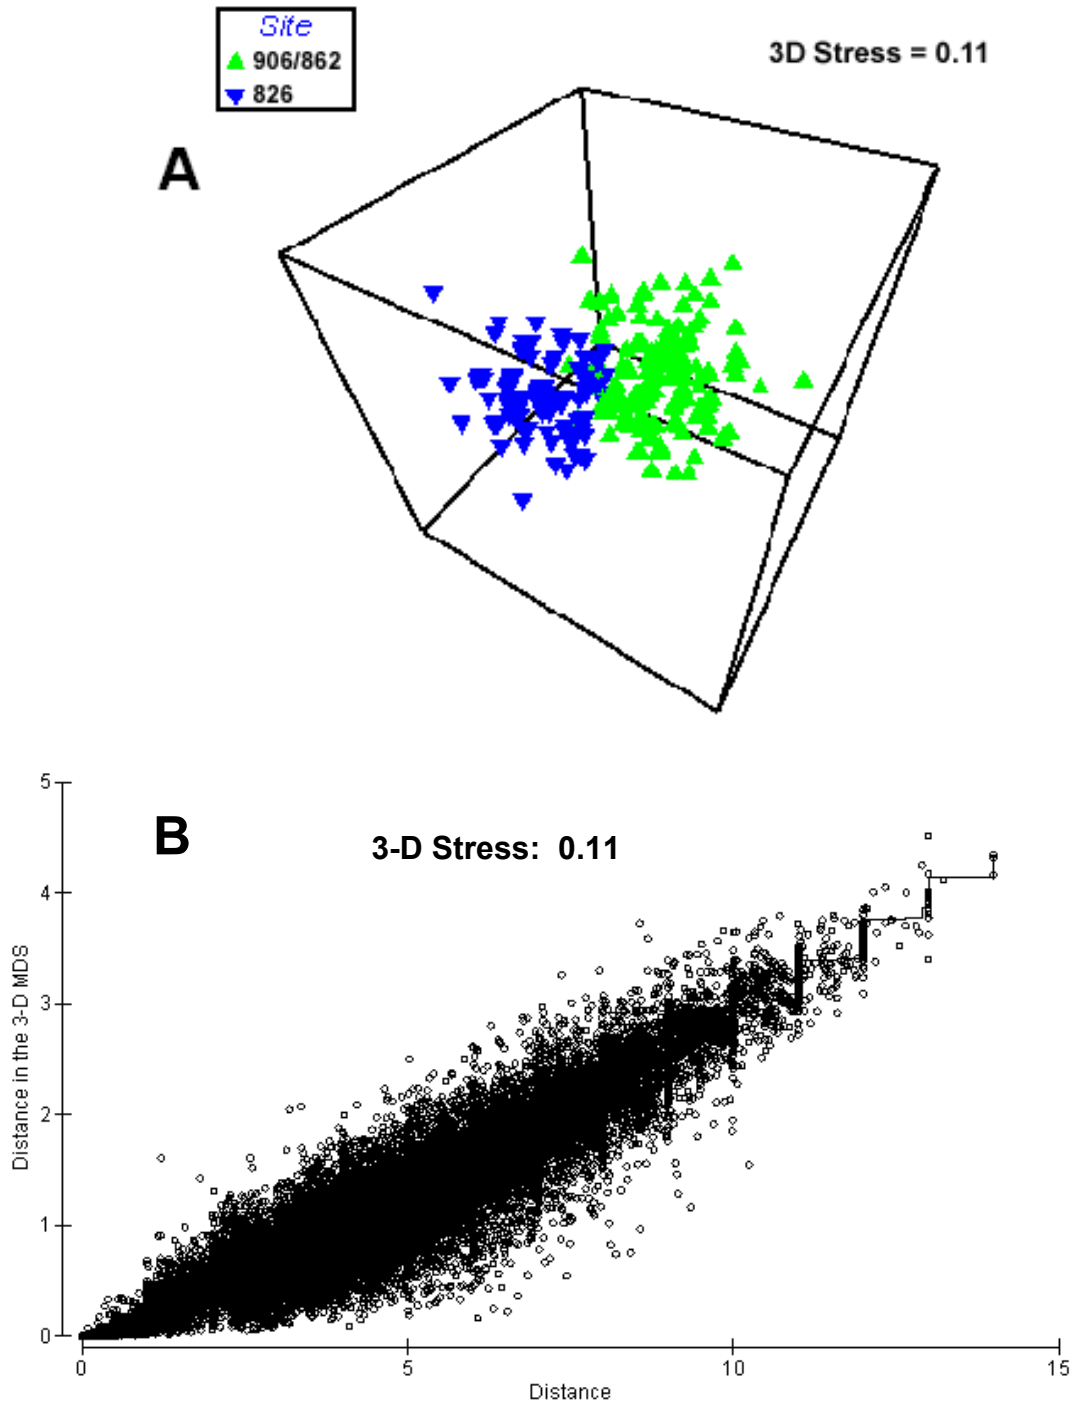 Site
906/862
826
3D Stress = 0.11
A
B
3-D Stress: 0.11
Distance in the 3-D MDS
5
4
3
2
1
0
0
5
10
15
Distance